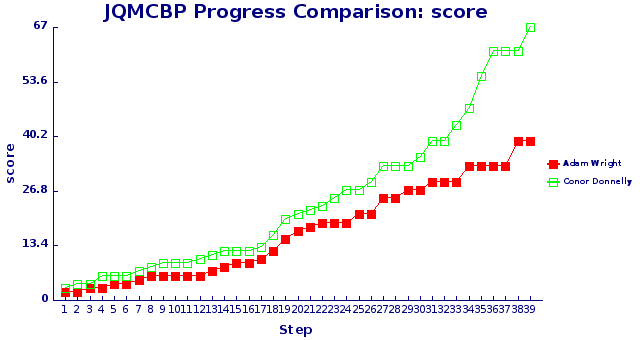 JQMCBP Progress Comparison: score
67
53.6
40.2
26.8
13.4
0
score
1 2 3 4 5 6 7 8 9 10 11 12 13 14 15 16 17 18 19 20 21 22 23 24 25 26 27 28 29 30 31 32 33 34 35 36 37 38 39
Step
Adam Wright
Conor Donnelly